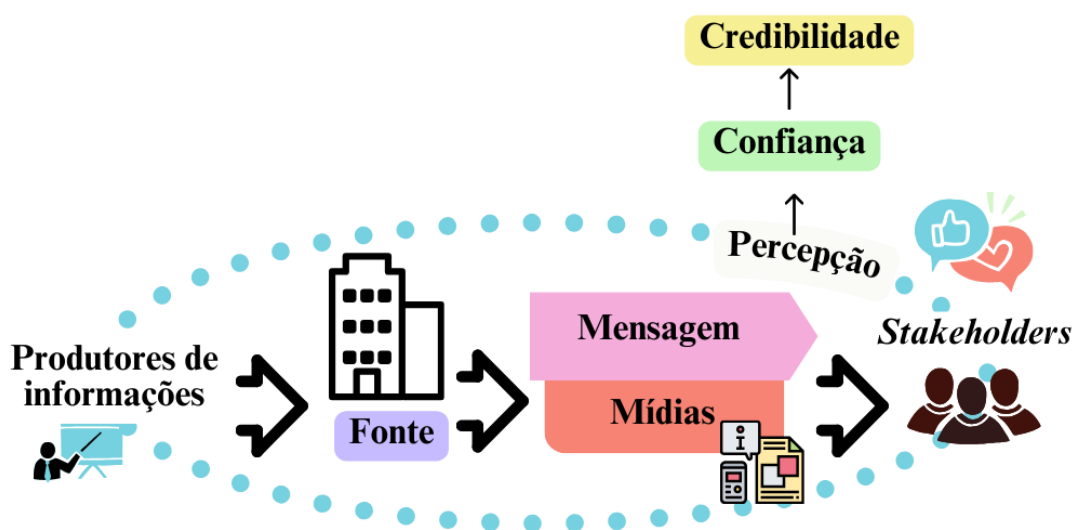 Credibilidade
Confiança
Percepção
Produtores de
informações
Fonte
Mensagem
Mídias
Stakeholders
i